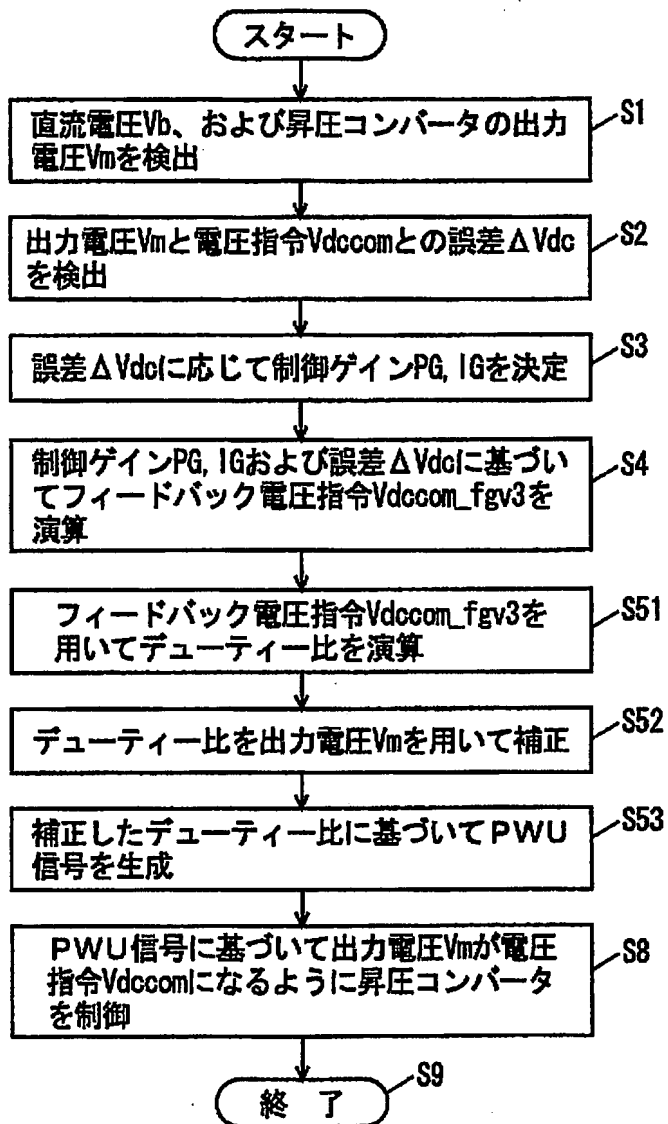 スタート
直流電圧Vb、および昇圧コンバータの出力
電圧Vmを検出
S1
出力電圧Vmと電圧指令Vdccomとの誤差ΔVdc
を検出
S2
誤差ΔVdcに応じて制御ゲインPG, IGを決定
S3
制御ゲインPG, IGおよび誤差ΔVdcに基づい
てフィードバック電圧指令Vdccom_fgv3を
演算
S4
フィードバック電圧指令Vdccom_fgv3を
用いてデューティー比を演算
S51
デューティー比を出力電圧Vmを用いて補正
S52
補正したデューティー比に基づいてPWU
信号を生成
S53
PWU信号に基づいて出力電圧Vmが電圧
指令Vdccomになるように昇圧コンバータ
を制御
S8
終 了
S9